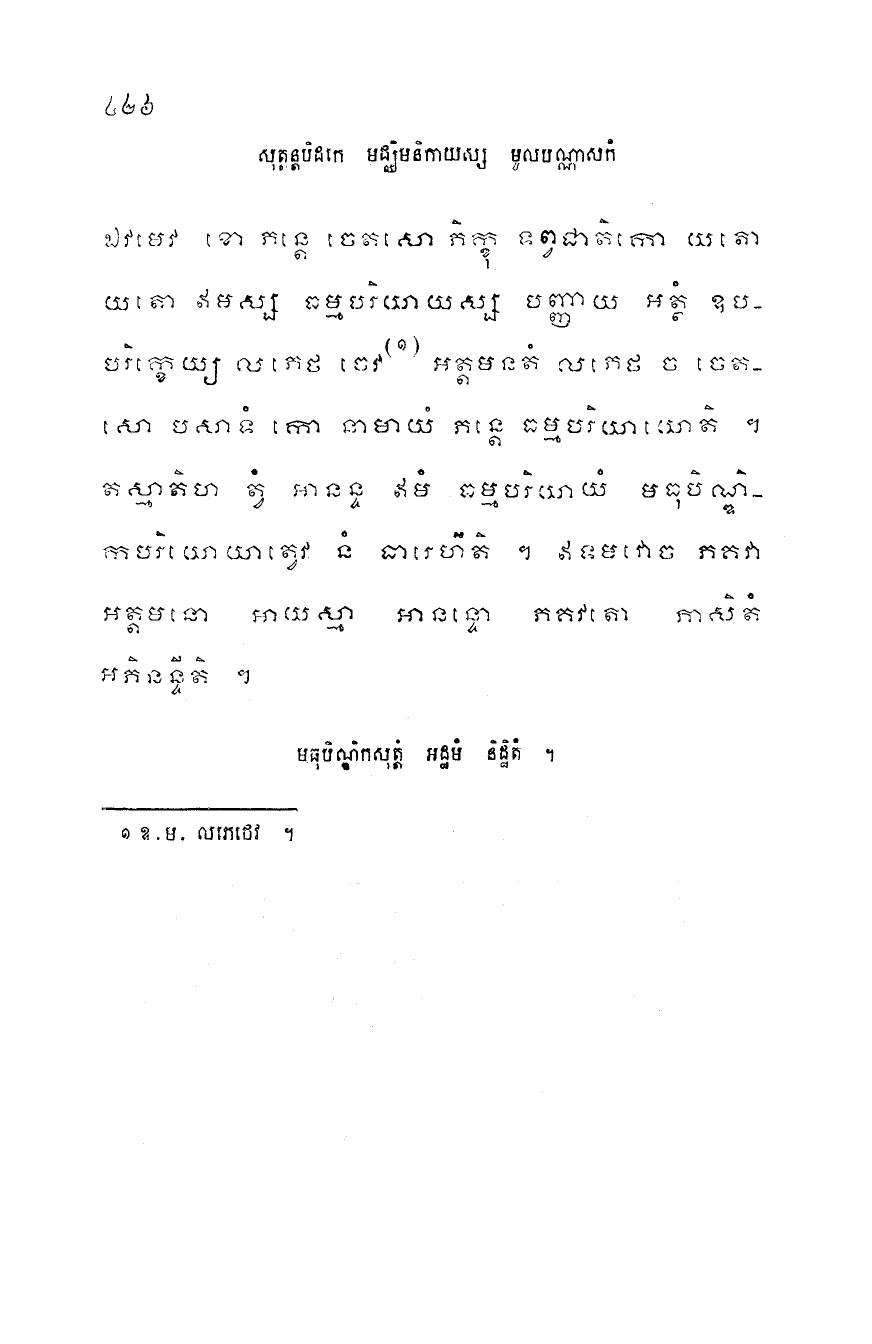 ៤២៦
សុត្តន្តបិដកេ មជ្ឈិមនិកាយស្ស មូលបណ្ណាសកំ
ឯវមេវ ខោ ភន្តេ ចេតសោ ភិក្ខុ ទព្វជាតិកោ យតោ
យតោ ឥមស្ស ធម្មបរិយាយស្ស បញ្ញាយ អត្ថំ ឧប-
បរិក្ខេយ្យ លភេថ ចេវ(១) អត្តមនតំ លភេថ ច ចេត-
សោ បសាទំ កោ នាមាយំ ភន្តេ ធម្មបរិយាយោតិ ។
តស្មាតិហ ត្វំ អានន្ទ ឥមំ ធម្មបរិយាយំ មធុបិណ្ឌិ-
កបរិយោយាត្វេវ នំ ធារេហីតិ ។ ឥទមវោច ភគវា
អត្តមនោ អាយស្មា អានន្ទោ ភគវតោ ភាសិតំ
អភិនន្ទីតិ ។
មធុបិណ្ឌិកសុត្តំ អដ្ឋមំ និដ្ឋិតំ ។
១ ឱ.ម. លភេថេវ ។